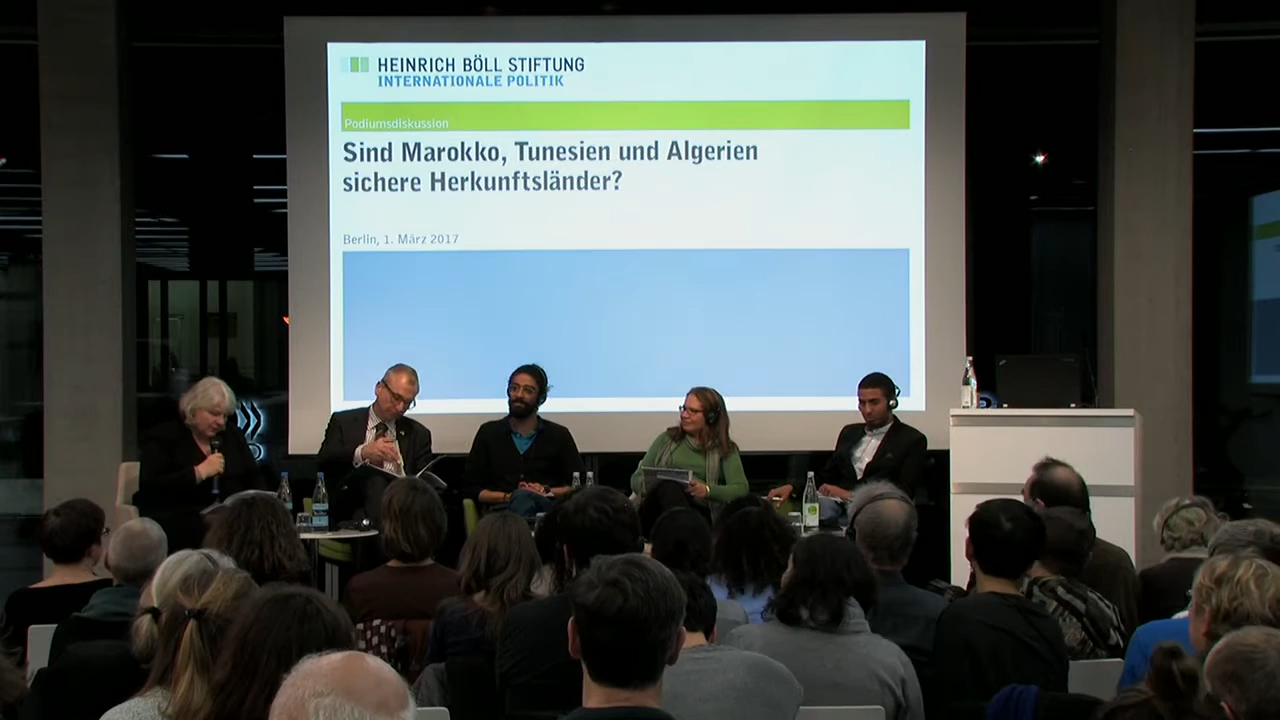 HEINRICH BÖLL STIFTUNG
INTERNATIONALE POLITIK
Podiumsdiskussion
Sind Marokko, Tunesien und Algerien
sichere Herkunftsländer?
Berlin, 1. März 2017